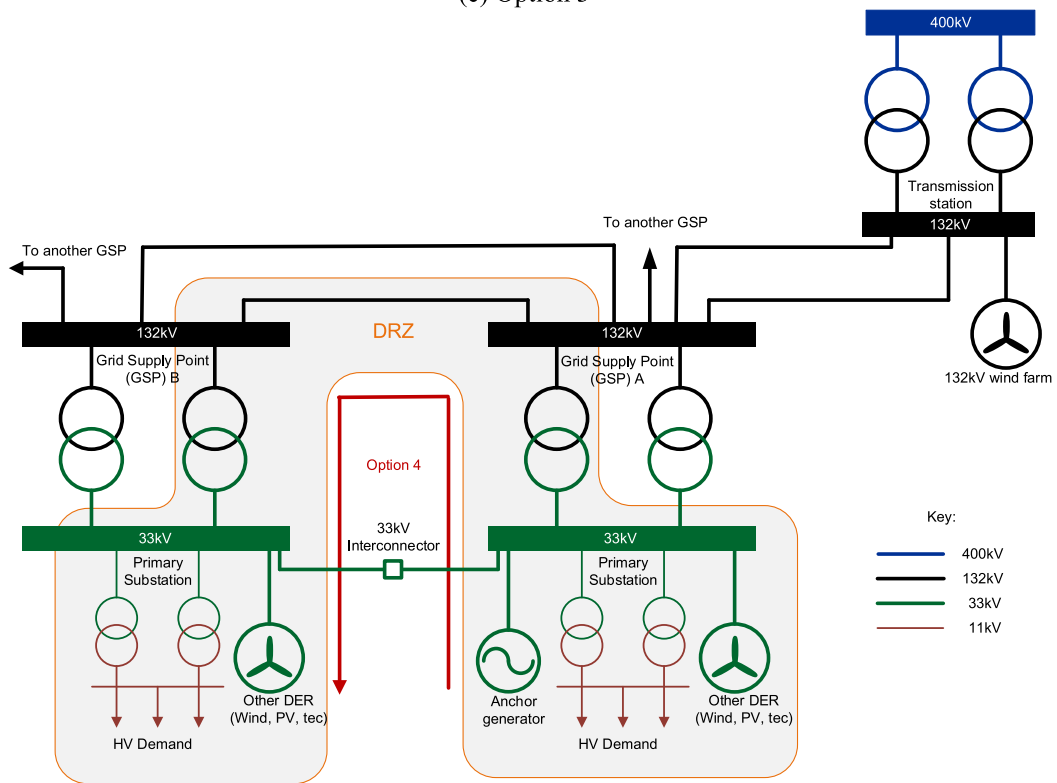 (c) Option 3
400kV
Transmission
station
132kV
132kV wind farm
To another GSP
To another GSP
132kV
Grid Supply Point
(GSP) B
DRZ
132kV
Grid Supply Point
(GSP) A
Option 4
33kV
Interconnector
33kV
Primary
Substation
Other DER
(Wind, PV, tec)
HV Demand
33kV
Primary
Substation
Anchor
generator
Other DER
(Wind, PV, tec)
HV Demand
Key:
400kV
132kV
33kV
11kV